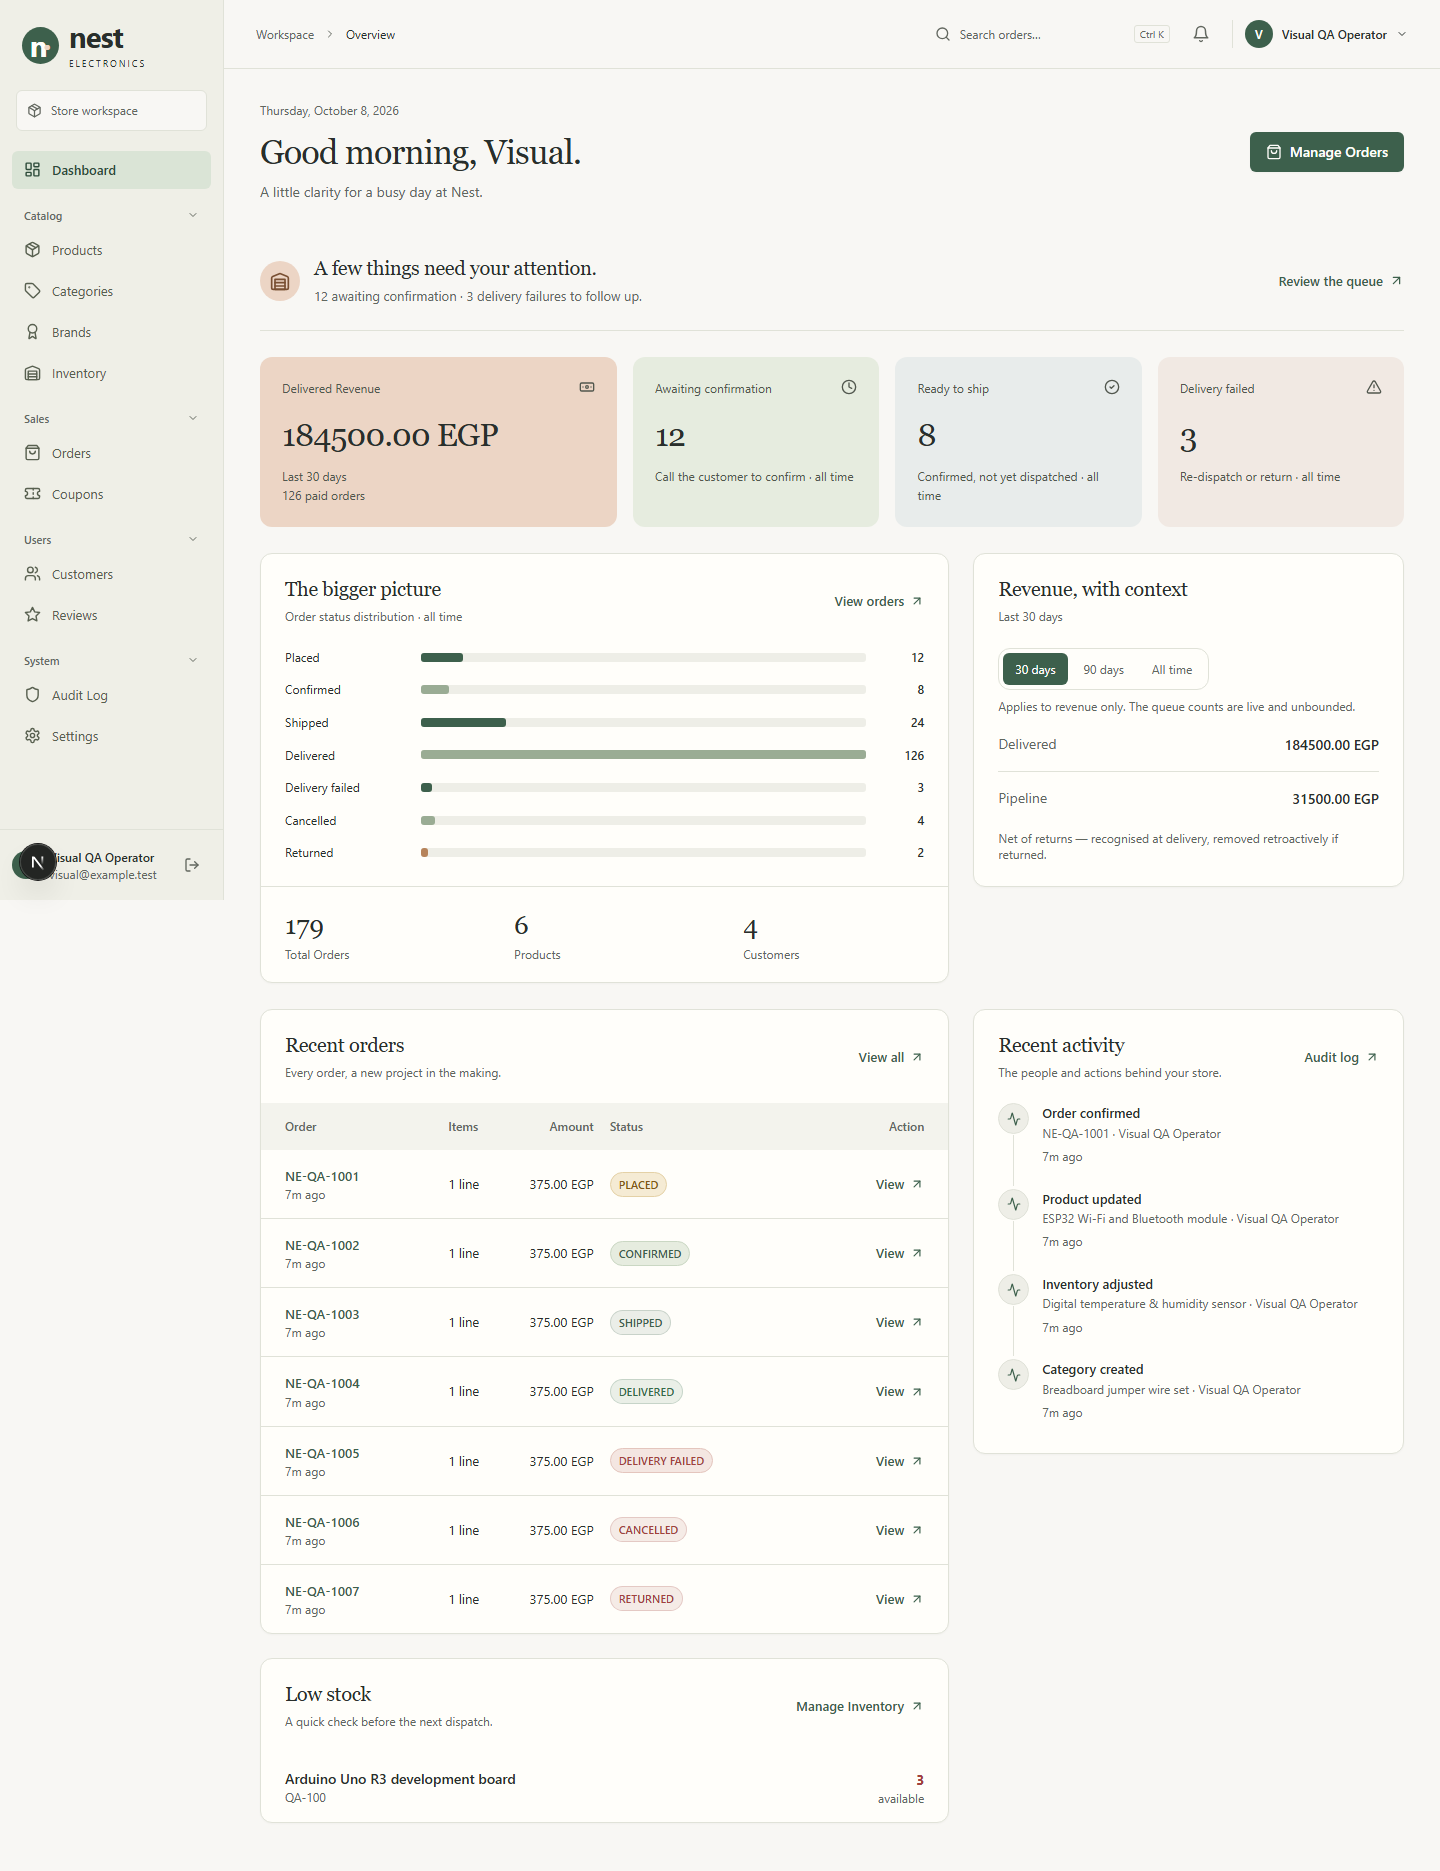 nest
ELECTRONICS
Store workspace
Dashboard
Catalog
Products
Categories
Brands
Inventory
Sales
Orders
Coupons
Users
Customers
Reviews
System
Audit Log
Settings
N
isual QA Operator
visual@example.test
Workspace
Overview
Search orders...
Ctrl K
V
Visual QA Operator
Thursday, October 8, 2026
Good morning, Visual.
A little clarity for a busy day at Nest.
Manage Orders
A few things need your attention.
12 awaiting confirmation · 3 delivery failures to follow up.
Review the queue
Delivered Revenue
184500.00 EGP
Last 30 days
126 paid orders
Awaiting confirmation
12
Call the customer to confirm · all time
Ready to ship
8
Confirmed, not yet dispatched · all
time
Delivery failed
3
Re-dispatch or return · all time
The bigger picture
Order status distribution · all time
View orders
Placed 12
Confirmed 8
Shipped 24
Delivered 126
Delivery failed 3
Cancelled 4
Returned 2
179
Total Orders
6
Products
4
Customers
Revenue, with context
Last 30 days
30 days 90 days All time
Applies to revenue only. The queue counts are live and unbounded.
Delivered 184500.00 EGP
Pipeline 31500.00 EGP
Net of returns — recognised at delivery, removed retroactively if
returned.
Recent orders
Every order, a new project in the making.
View all
Order Items Amount Status Action
NE-QA-1001 1 line 375.00 EGP PLACED View
7m ago
NE-QA-1002 1 line 375.00 EGP CONFIRMED View
7m ago
NE-QA-1003 1 line 375.00 EGP SHIPPED View
7m ago
NE-QA-1004 1 line 375.00 EGP DELIVERED View
7m ago
NE-QA-1005 1 line 375.00 EGP DELIVERY FAILED View
7m ago
NE-QA-1006 1 line 375.00 EGP CANCELLED View
7m ago
NE-QA-1007 1 line 375.00 EGP RETURNED View
7m ago
Recent activity
The people and actions behind your store.
Audit log
Order confirmed
NE-QA-1001 · Visual QA Operator
7m ago
Product updated
ESP32 Wi-Fi and Bluetooth module · Visual QA Operator
7m ago
Inventory adjusted
Digital temperature & humidity sensor · Visual QA Operator
7m ago
Category created
Breadboard jumper wire set · Visual QA Operator
7m ago
Low stock
A quick check before the next dispatch.
Manage Inventory
Arduino Uno R3 development board
QA-100
3
available